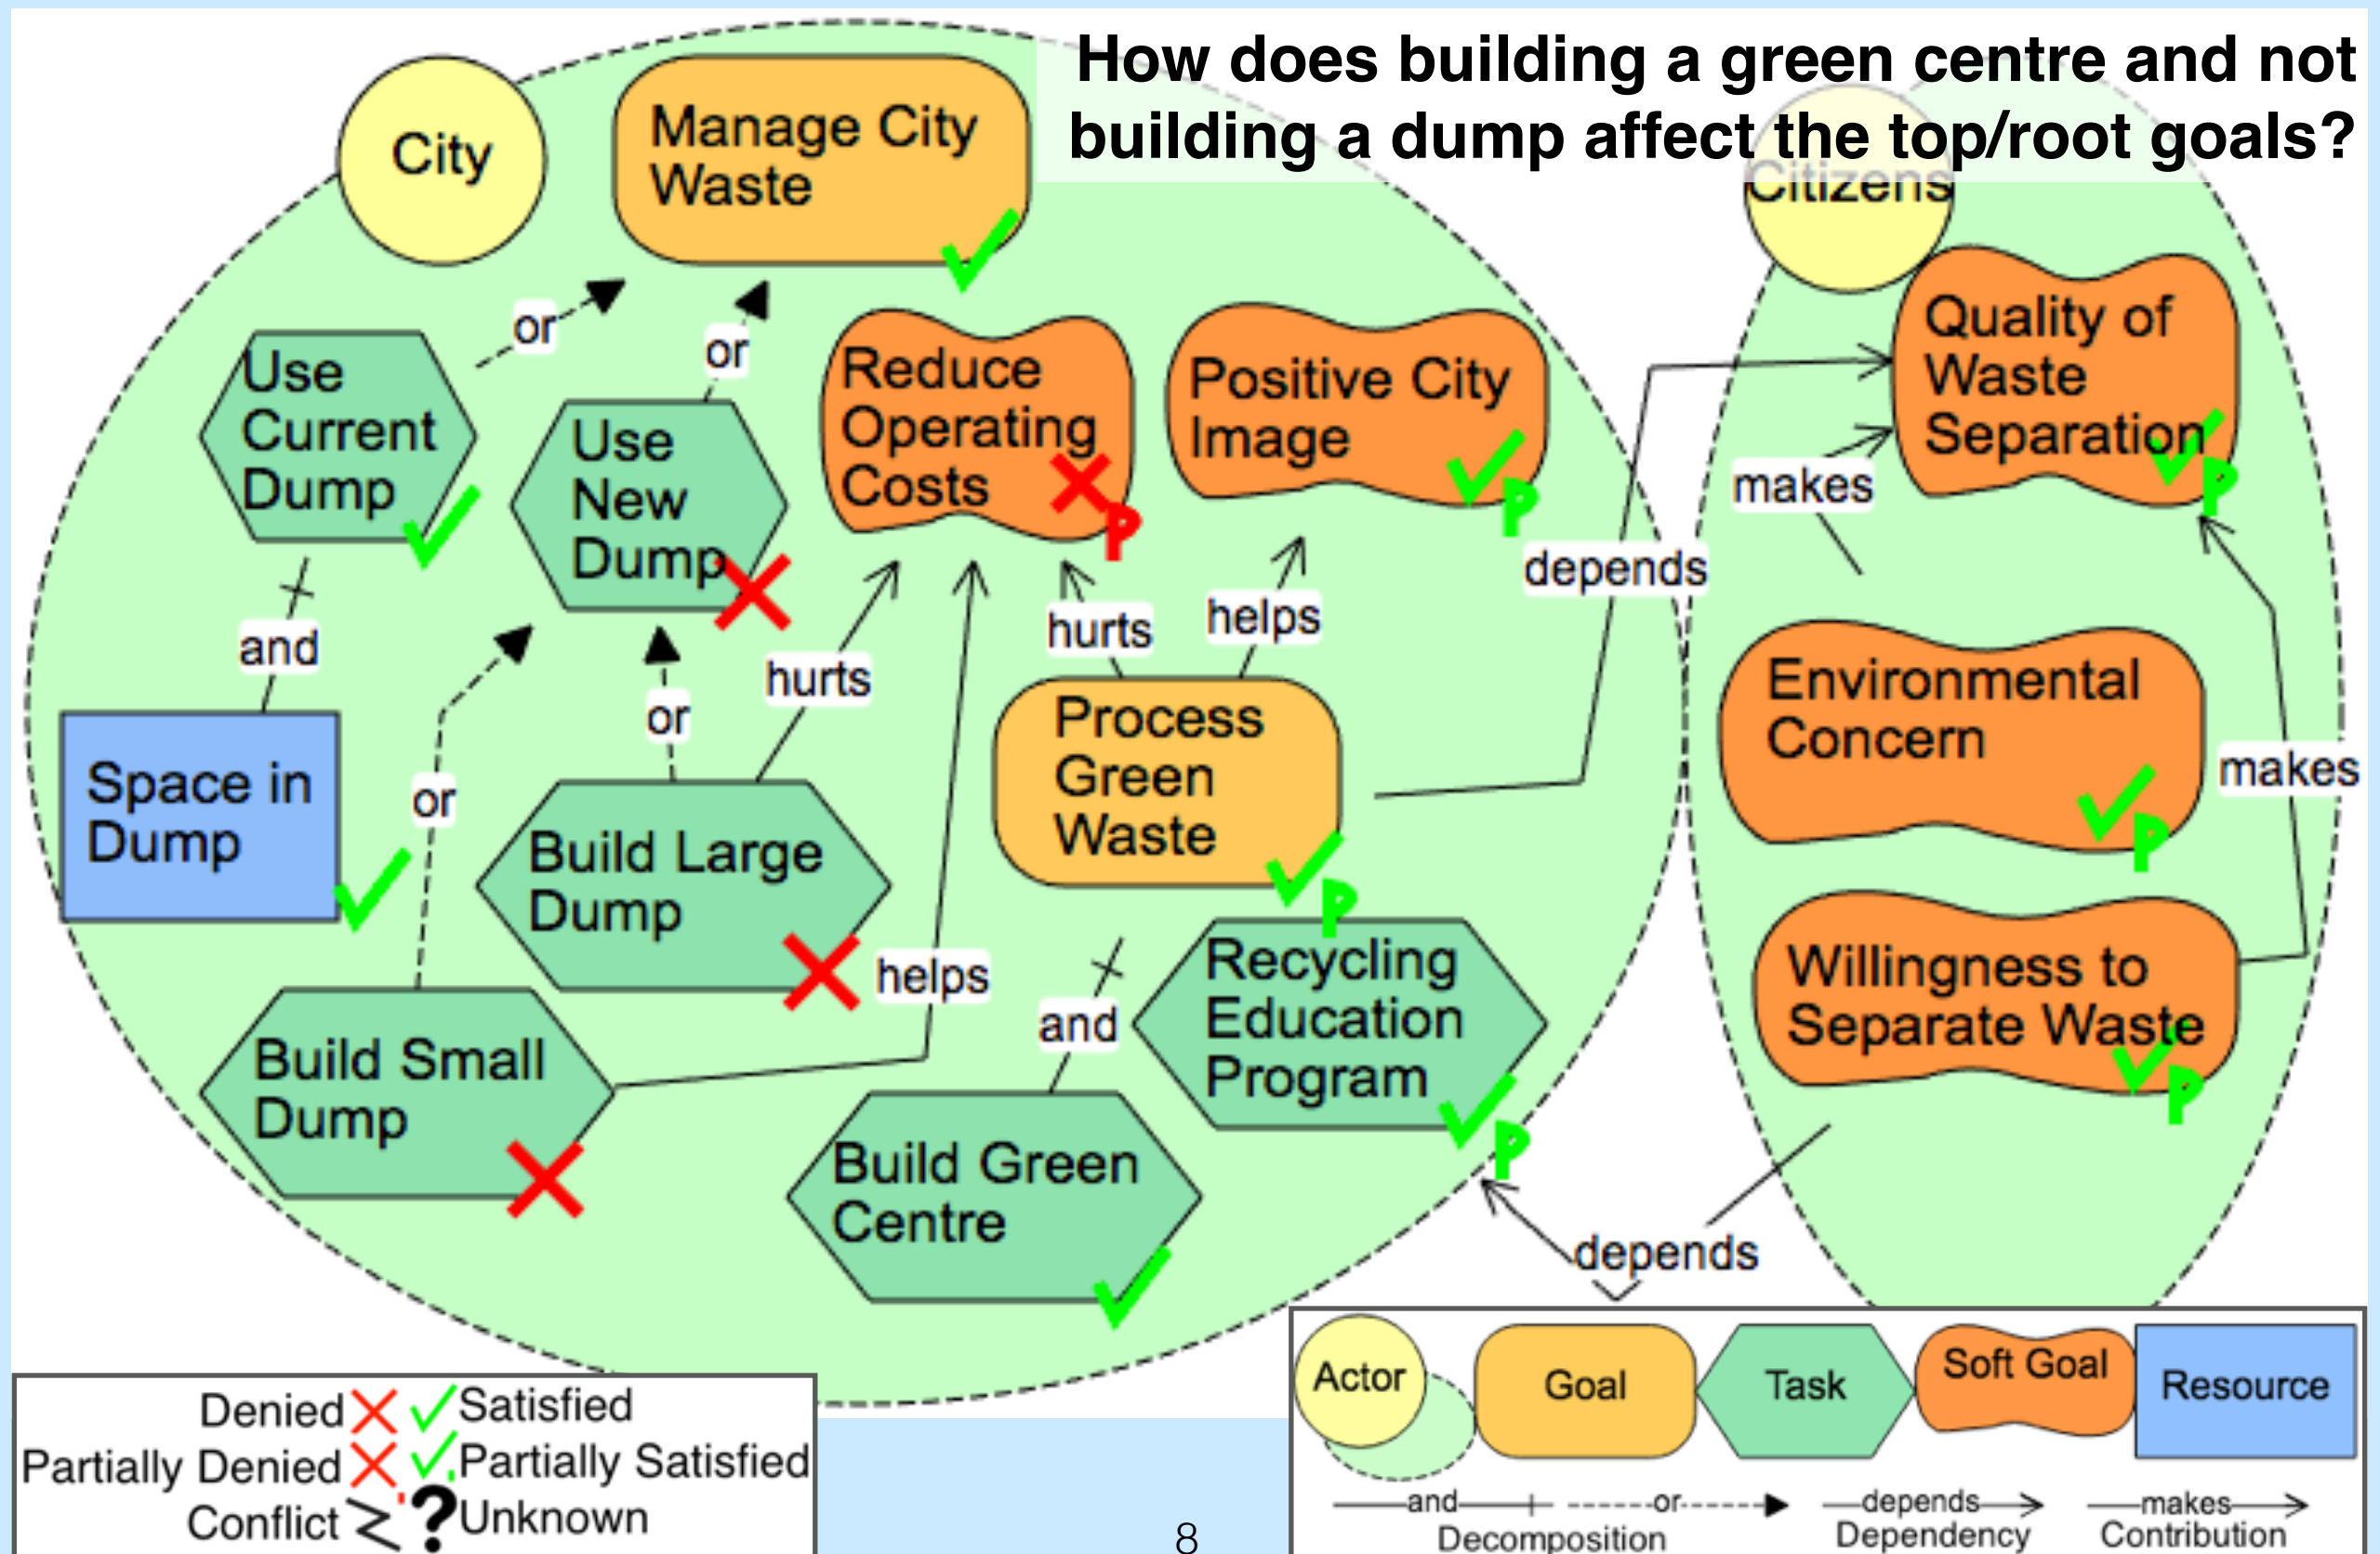 How does building a green centre and not
building a dump affect the top/root goals?
City
Manage City
Waste
Citizens
or
or
Use
Current
Dump
Use
New
Dump
Reduce
Operating
Costs
Positive City
Image
Quality of
Waste
Separation
makes
depends
and
or
or
hurts
hurts
helps
Space in
Dump
Build Large
Dump
Process
Green
Waste
P
P
P
P
Environmental
Concern
P
makes
helps
and
Build Small
Dump
Build Green
Centre
Recycling
Education
Program
P
Willingness to
Separate Waste
P
depends
Denied
Satisfied
Partially Denied
Partially Satisfied
Conflict
? Unknown
8
Actor
Goal
Task
Soft Goal
Resource
and
or
depends
makes
Decomposition
Dependency
Contribution